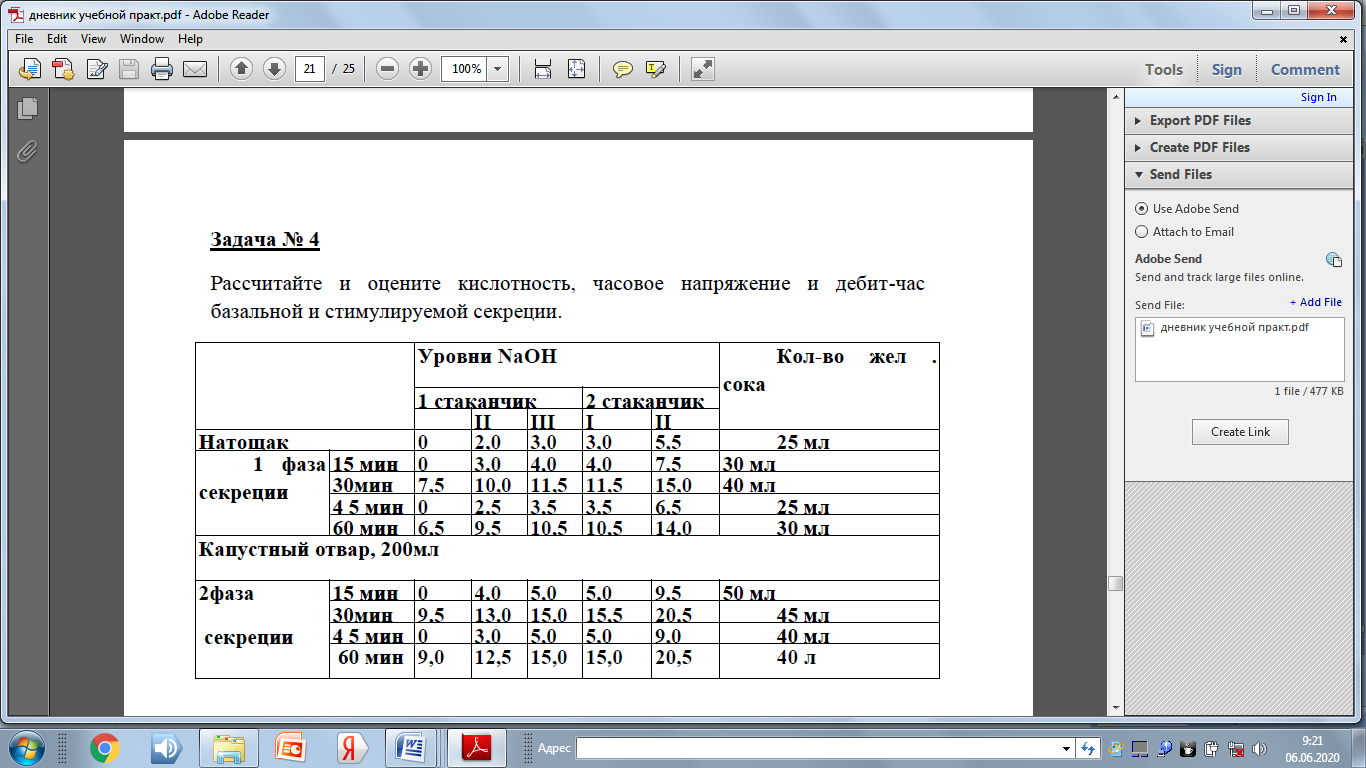 дневник учебной практ.pdf - Adobe Reader
File Edit View Window Help
21 / 25 100% Tools Sign Comment
Sign In
Export PDF Files
Create PDF Files
Send Files
Use Adobe Send
Attach to Email
Adobe Send
Send and track large files online.
Send File: + Add File
дневник учебной практ.pdf
1 file / 477 KB
Create Link
Задача № 4
Рассчитайте и оцените кислотность, часовое напряжение и дебит-час
базальной и стимулируемой секреции.
Уровни NaOH Кол-во жел .
сока
1 стаканчик 2 стаканчик
II III I II
Натощак 0 2,0 3,0 3,0 5,5 25 мл
1 фаза
секреции
15 мин 0 3,0 4,0 4,0 7,5 30 мл
30мин 7,5 10,0 11,5 11,5 15,0 40 мл
4 5 мин 0 2,5 3,5 3,5 6,5 25 мл
60 мин 6,5 9,5 10,5 10,5 14,0 30 мл
Капустный отвар, 200мл
2фаза
секреции
15 мин 0 4,0 5,0 5,0 9,5 50 мл
30мин 9,5 13,0 15,0 15,5 20,5 45 мл
4 5 мин 0 3,0 5,0 5,0 9,0 40 мл
60 мин 9,0 12,5 15,0 15,0 20,5 40 л
Адрес
9:21
06.06.2020